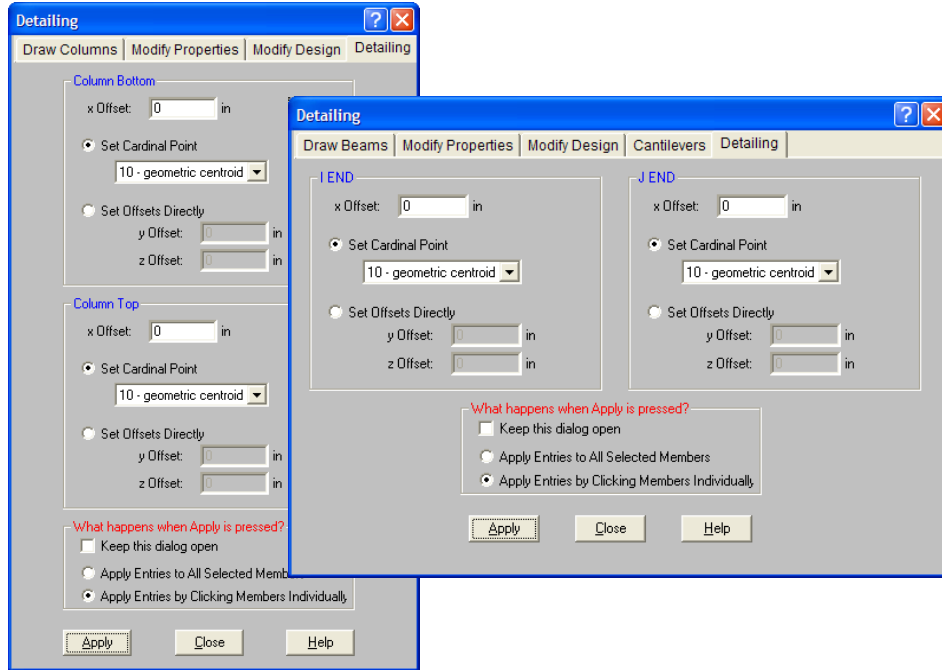 Detailing
Draw Columns Modify Properties Modify Design Detailing
Column Bottom
x Offset: 0 in
Set Cardinal Point
10 - geometric centroid
Set Offsets Directly
y Offset: 0 in
z Offset: 0 in
Column Top
x Offset: 0 in
Set Cardinal Point
10 - geometric centroid
Set Offsets Directly
y Offset: 0 in
z Offset: 0 in
What happens when Apply is pressed?
Keep this dialog open
Apply Entries to All Selected Memb
Apply Entries by Clicking Members Individually
Apply Close Help
Detailing
Draw Beams Modify Properties Modify Design Cantilevers Detailing
I END
x Offset: 0 in
Set Cardinal Point
10 - geometric centroid
Set Offsets Directly
y Offset: 0 in
z Offset: 0 in
J END
x Offset: 0 in
Set Cardinal Point
10 - geometric centroid
Set Offsets Directly
y Offset: 0 in
z Offset: 0 in
What happens when Apply is pressed?
Keep this dialog open
Apply Entries to All Selected Members
Apply Entries by Clicking Members Individually
Apply Close Help